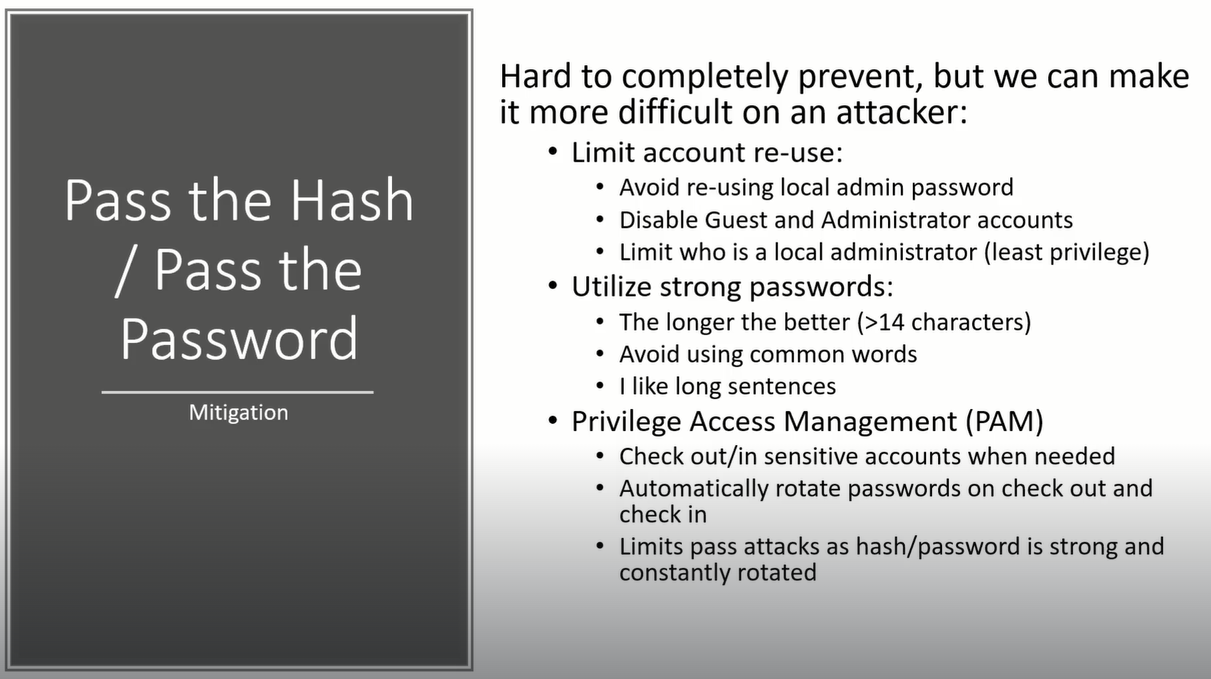 Pass the Hash
/ Pass the
Password
Mitigation
Hard to completely prevent, but we can make
it more difficult on an attacker:
• Limit account re-use:
• Avoid re-using local admin password
• Disable Guest and Administrator accounts
• Limit who is a local administrator (least privilege)
• Utilize strong passwords:
• The longer the better (>14 characters)
• Avoid using common words
• I like long sentences
• Privilege Access Management (PAM)
• Check out/in sensitive accounts when needed
• Automatically rotate passwords on check out and
check in
• Limits pass attacks as hash/password is strong and
constantly rotated